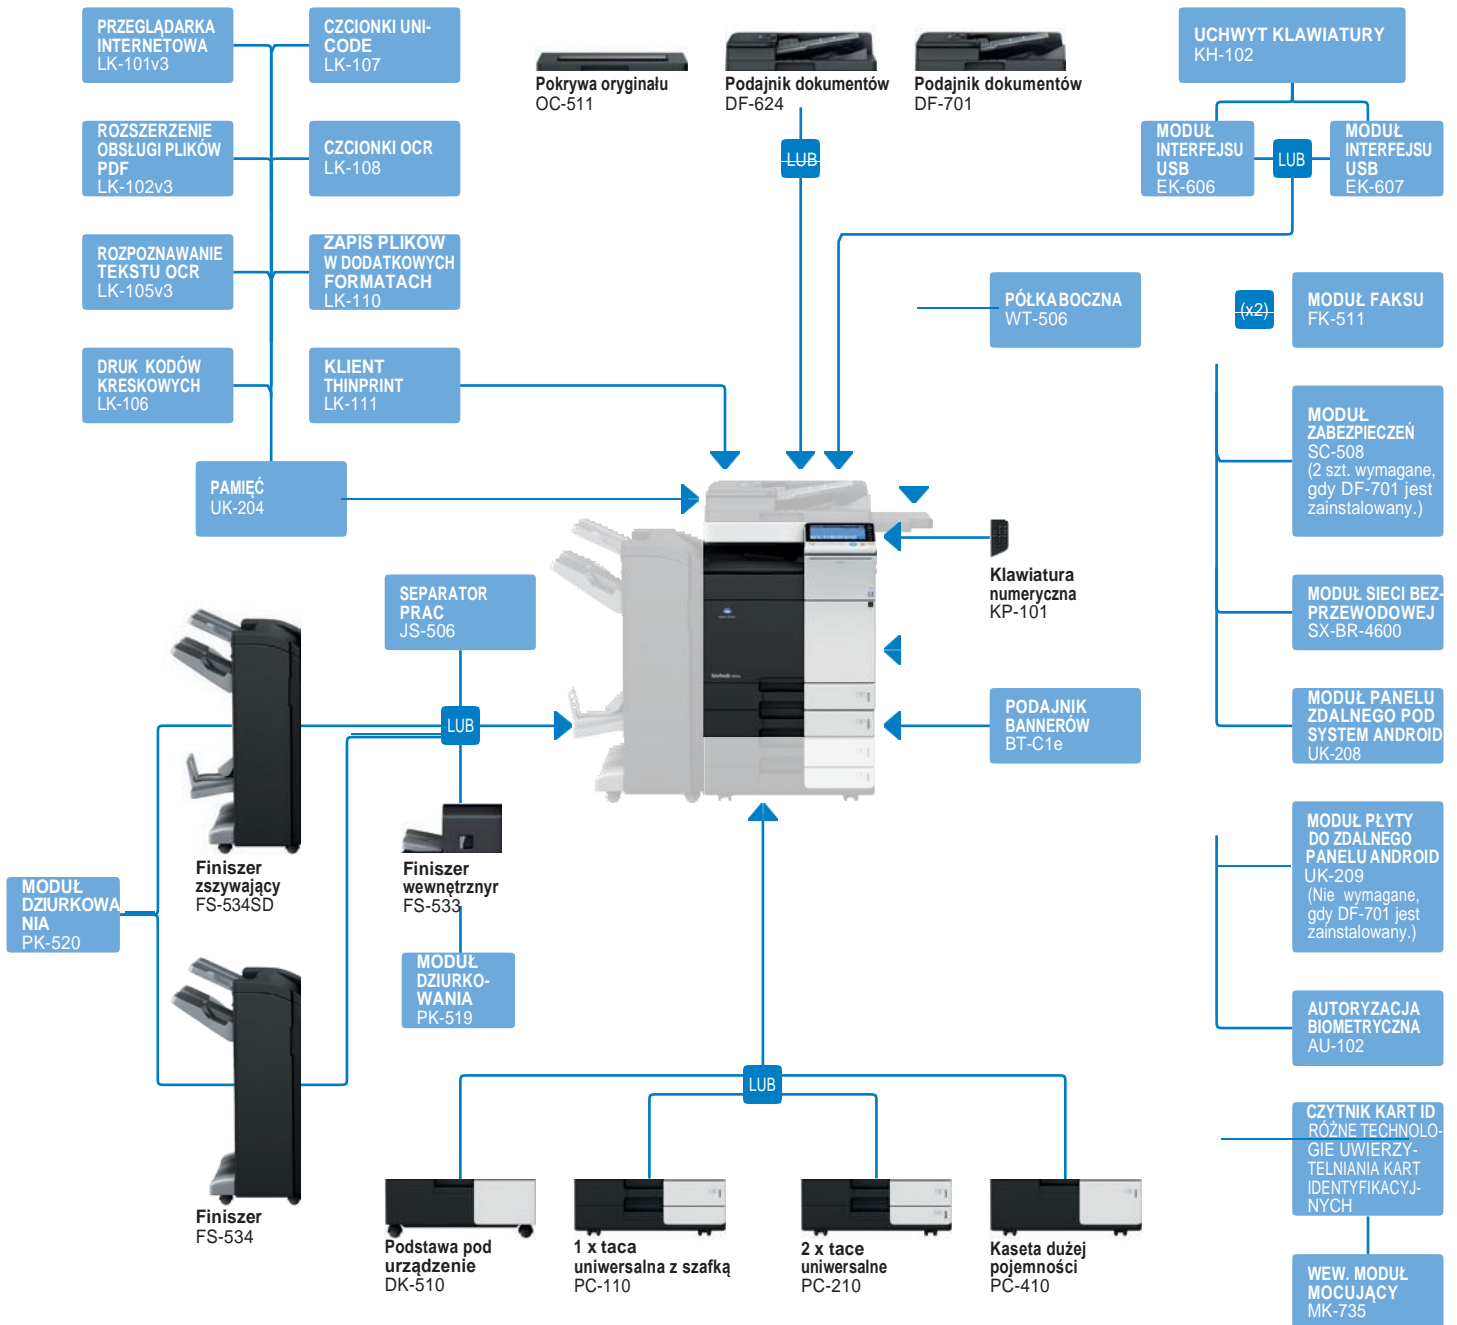 PRZEGLĄDARKA
INTERNETOWA
LK-101v3
CZCIONKI UNI-
CODE
LK-107
Pokrywa oryginału
OC-511
Podajnik dokumentów
DF-624
Podajnik dokumentów
DF-701
UCHWYT KLAWIATURY
KH-102
ROZSZERZENIE
OBSŁUGI PLIKÓW
PDF
LK-102v3
CZCIONKI OCR
LK-108
LUB
MODUŁ
INTERFEJSU
USB
EK-606
LUB
MODUŁ
INTERFEJSU
USB
EK-607
ROZPOZNAWANIE
TEKSTU OCR
LK-105v3
ZAPIS PLIKÓW
W DODATKOWYCH
FORMATACH
LK-110
PÓŁKA BOCZNA
WT-506
(x2)
MODUŁ FAKSU
FK-511
DRUK KODÓW
KRESKOWYCH
LK-106
KLIENT
THINPRINT
LK-111
MODUŁ
ZABEZPIECZEŃ
SC-508
(2 szt. wymagane,
gdy DF-701 jest
zainstalowany.)
PAMIĘĆ
UK-204
Klawiatura
numeryczna
KP-101
SEPARATOR
PRAC
JS-506
MODUŁ SIECI BEZ-
PRZEWODOWEJ
SX-BR-4600
LUB
PODAJNIK
BANNERÓW
BT-C1e
MODUŁ PANELU
ZDALNEGO POD
SYSTEM ANDROID
UK-208
Finiszer
zszywający
FS-534SD
Finiszer
wewnętrznyr
FS-533
MODUŁ PŁYTY
DO ZDALNEGO
PANELU ANDROID
UK-209
(Nie wymagane,
gdy DF-701 jest
zainstalowany.)
MODUŁ
DZIURKOWA
NIA
PK-520
MODUŁ
DZIURKO-
WANIA
PK-519
AUTORYZACJA
BIOMETRYCZNA
AU-102
LUB
CZYTNIK KART ID
RÓŻNE TECHNOLO-
GIE UWIERZY-
TELNIANIA KART
IDENTYFIKACYJ-
NYCH
Finiszer
FS-534
Podstawa pod
urządzenie
DK-510
1 x taca
uniwersalna z szafką
PC-110
2 x tace
uniwersalne
PC-210
Kaseta dużej
pojemności
PC-410
WEW. MODUŁ
MOCUJĄCY
MK-735